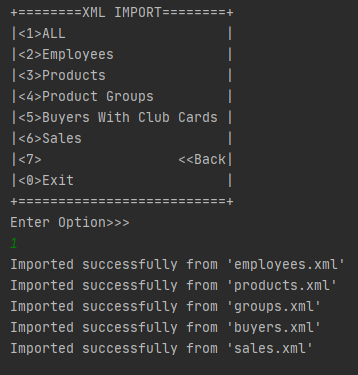 +========XML IMPORT========+
|<1>ALL                    |
|<2>Employees              |
|<3>Products               |
|<4>Product Groups         |
|<5>Buyers With Club Cards |
|<6>Sales                  |
|<7>                 <<Back|
|<0>Exit                   |
+==========================+
Enter Option>>>
1
Imported successfully from 'employees.xml'
Imported successfully from 'products.xml'
Imported successfully from 'groups.xml'
Imported successfully from 'buyers.xml'
Imported successfully from 'sales.xml'